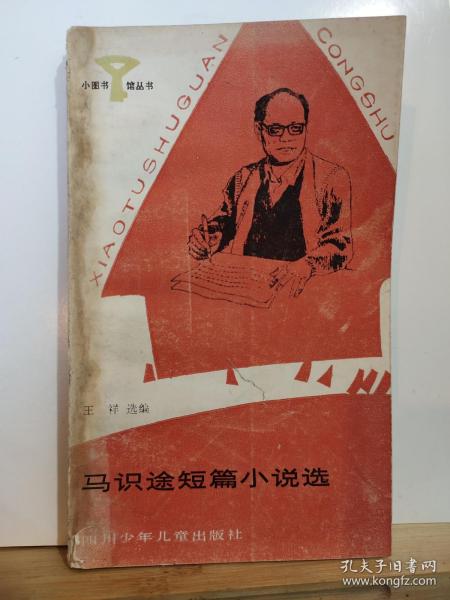 小图书馆丛书
XIAOTUSHUGUAN
CONGSHU
王祥 选编
马识途短篇小说选
四川少年儿童出版社
孔夫子旧书网
www.kongfz.com